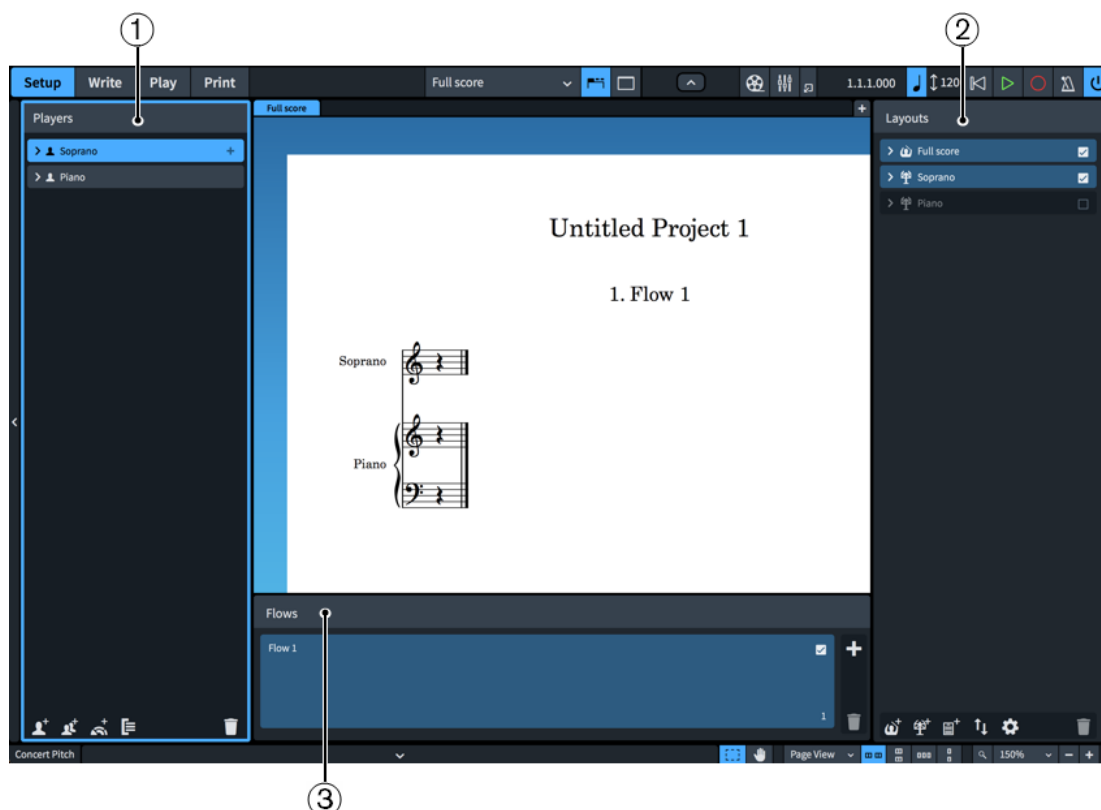 ① ②
Setup Write Play Print Full score 1.1.1.000 120
Players Full score Layouts
Soprano Full score
Piano Soprano
Piano
Untitled Project 1
1. Flow 1
Soprano
Piano
Flows
Flow 1
1
Concert Pitch Page View 150%
③